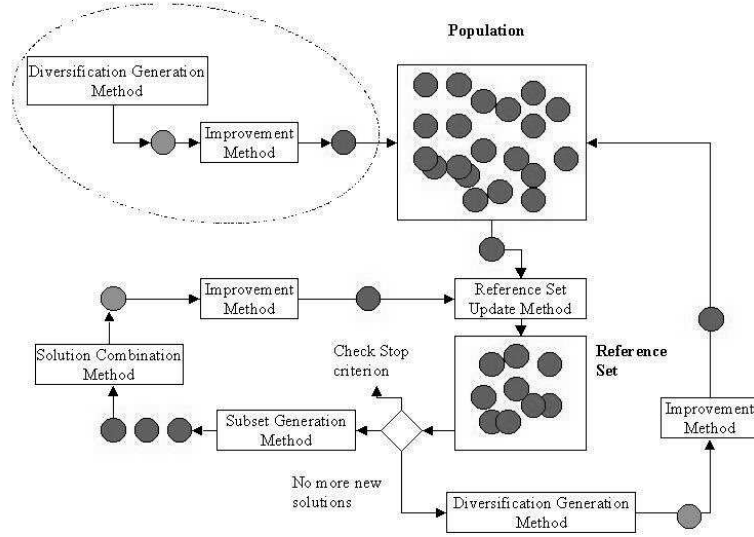 Population
Diversification Generation
Method
Improvement
Method
Improvement
Method
Reference Set
Update Method
Solution Combination
Method
Check Stop
criterion
Reference
Set
Subset Generation
Method
Improvement
Method
No more new
solutions
Diversification Generation
Method